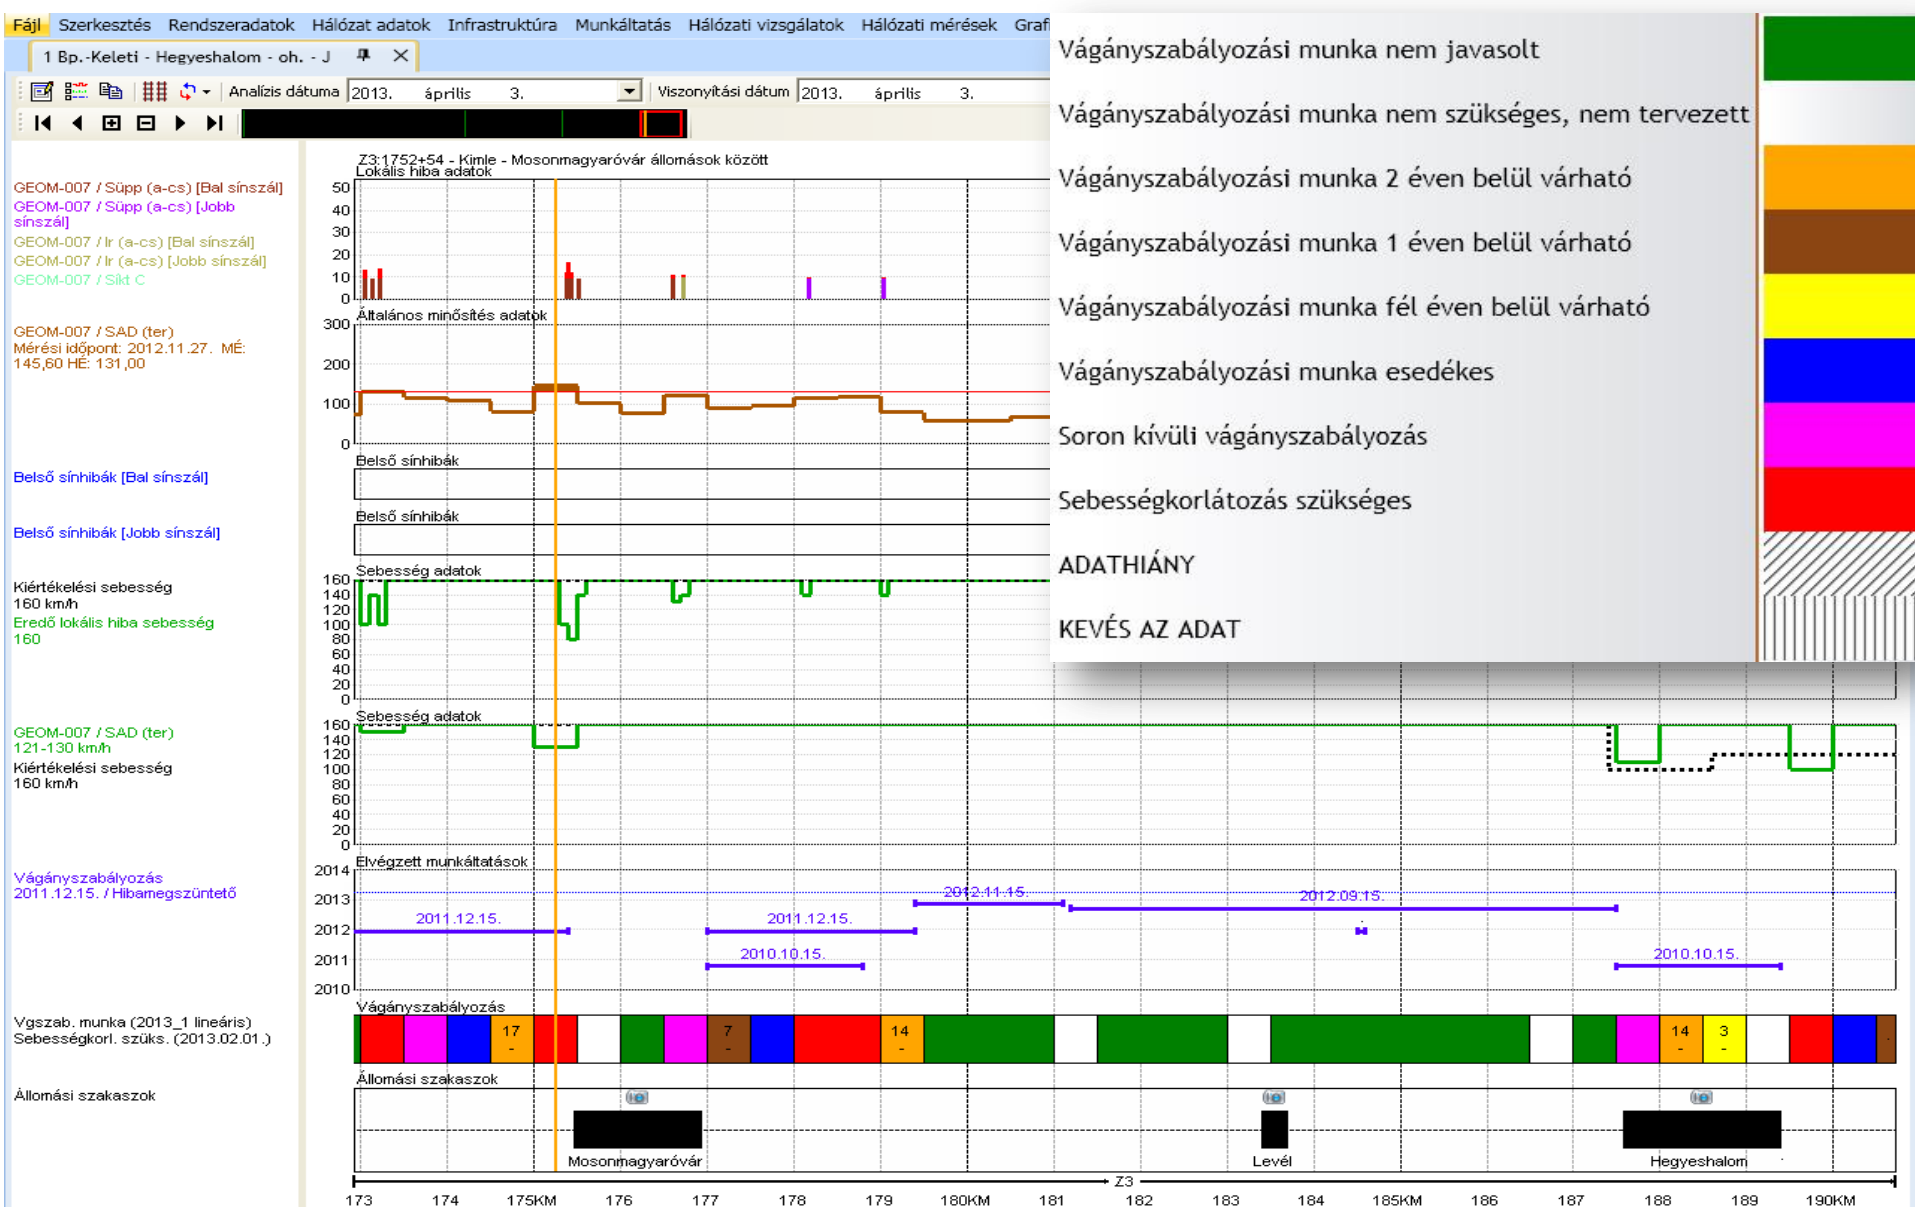 Fájl Szerkesztés Rendszeradatok Hálózat adatok Infrastruktúra Munkáltatás Hálózati vizsgálatok Hálózati mérések Grafi
1 Bp.-Keleti - Hegyeshalom - oh. - J
Analízis dátuma 2013. április 3. Viszonyítási dátum 2013. április 3.
Z3:1752+54 - Kimle - Mosonmagyaróvár állomások között
Lokális hiba adatok
GEOM-007 / Süpp (a-cs) [Bal sínszál]
GEOM-007 / Süpp (a-cs) [Jobb
sínszál]
GEOM-007 / Ir (a-cs) [Bal sínszál]
GEOM-007 / Ir (a-cs) [Jobb sínszál]
GEOM-007 / Síkt C
50
40
30
20
10
0
Általános minősítés adatok
GEOM-007 / SAD (ter)
Mérési időpont: 2012.11.27. MÉ:
145,60 HÉ: 131,00
300
200
100
0
Belső sínhibák
Belső sínhibák [Bal sínszál]
Belső sínhibák
Belső sínhibák [Jobb sínszál]
Sebesség adatok
Kiértékelési sebesség
160 km/h
Eredő lokális hiba sebesség
160
160
140
120
100
80
60
40
20
0
Sebesség adatok
GEOM-007 / SAD (ter)
121-130 km/h
Kiértékelési sebesség
160 km/h
160
140
120
100
80
60
40
20
0
Elvégzett munkáltatások
Vágányszabályozás
2011.12.15. / Hibamegszüntető
2014
2013
2012
2011
2010
2012.11.15.
2012.09.15.
2011.12.15.
2011.12.15.
2010.10.15.
2010.10.15.
Vágányszabályozás
Vgszab. munka (2013_1 lineáris)
Sebességkorl. szüks. (2013.02.01.)
17 7 14 14 3
- - - - -
Állomási szakaszok
Állomási szakaszok
Mosonmagyaróvár Levél Hegyeshalom
Z3
173 174 175KM 176 177 178 179 180KM 181 182 183 184 185KM 186 187 188 189 190KM
Vágányszabályozási munka nem javasolt
Vágányszabályozási munka nem szükséges, nem tervezett
Vágányszabályozási munka 2 éven belül várható
Vágányszabályozási munka 1 éven belül várható
Vágányszabályozási munka fél éven belül várható
Vágányszabályozási munka esedékes
Soron kívüli vágányszabályozás
Sebességkorlátozás szükséges
ADATHIÁNY
KEVÉS AZ ADAT